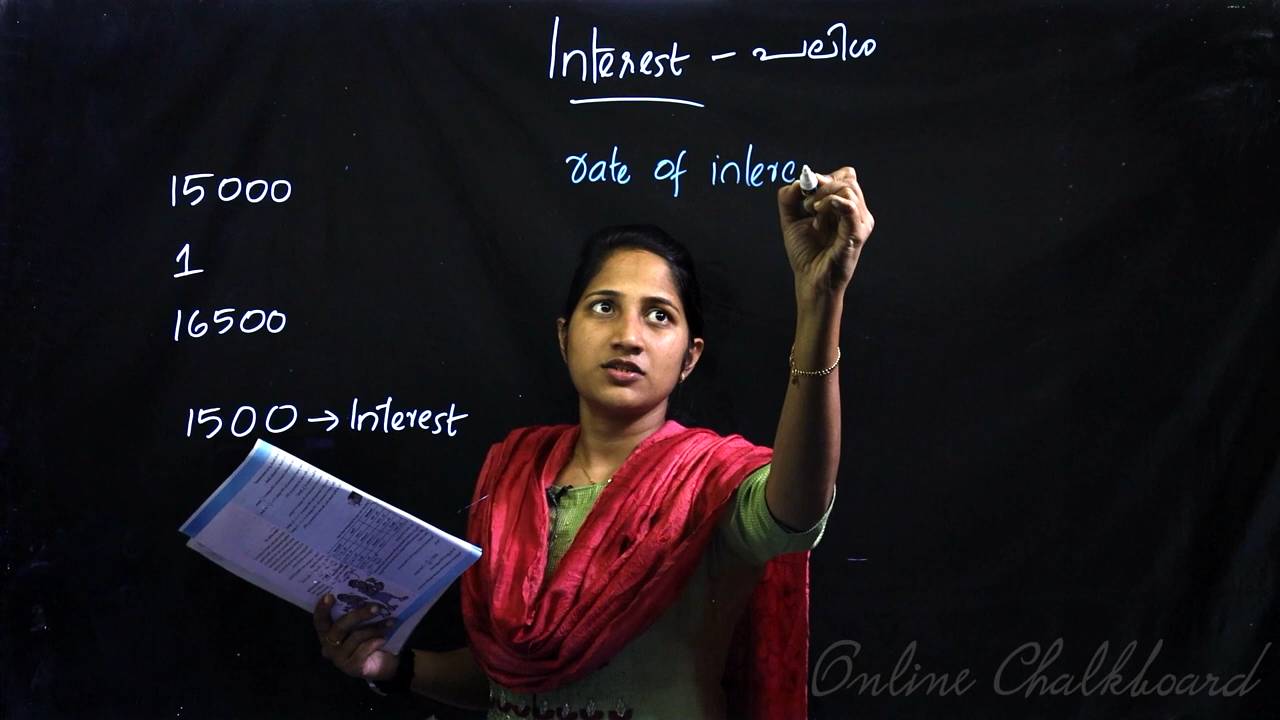 Interest - പലിശ
rate of intere
15000
1
16500
1500 → Interest
Online Chalkboard